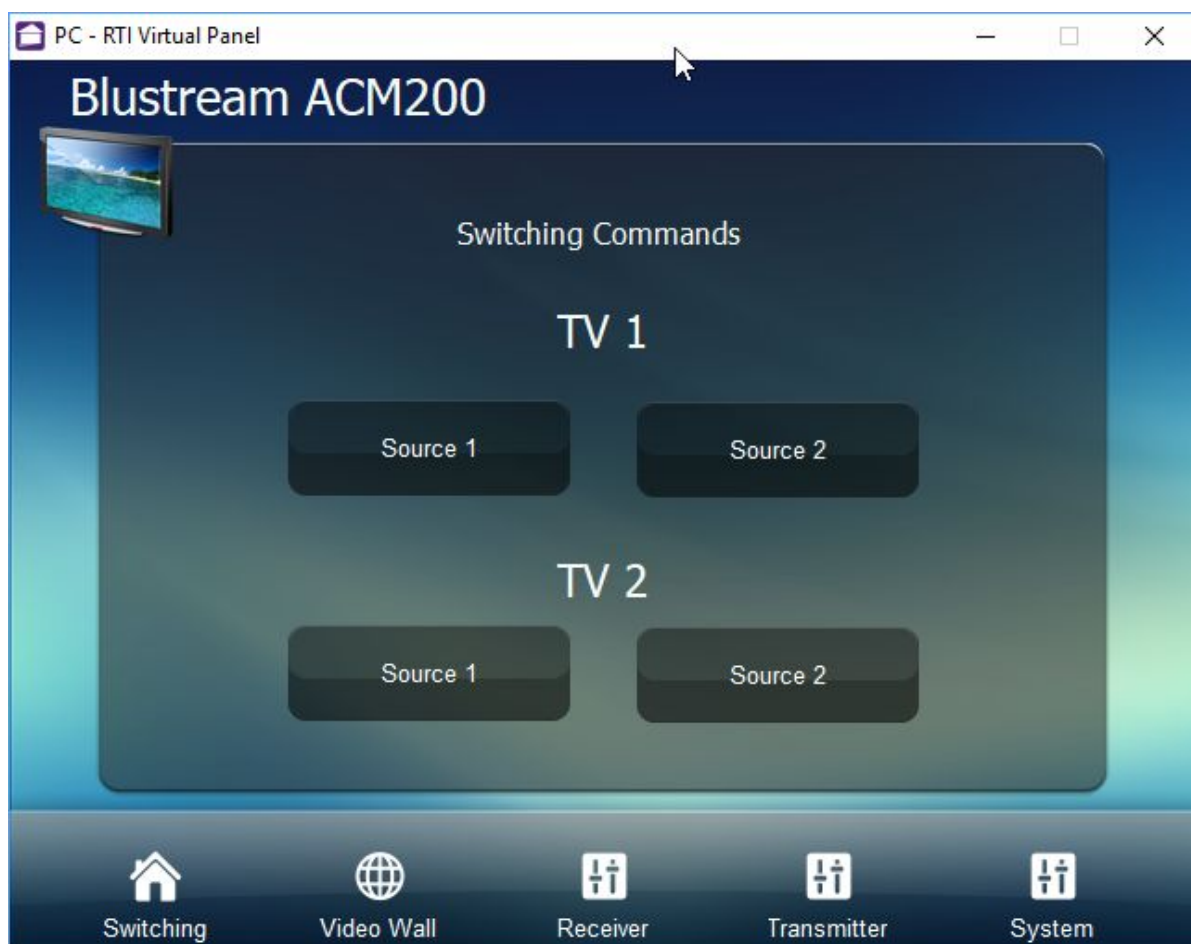 PC - RTI Virtual Panel
Blustream ACM200
Switching Commands
TV 1
Source 1 Source 2
TV 2
Source 1 Source 2
Switching Video Wall Receiver Transmitter System